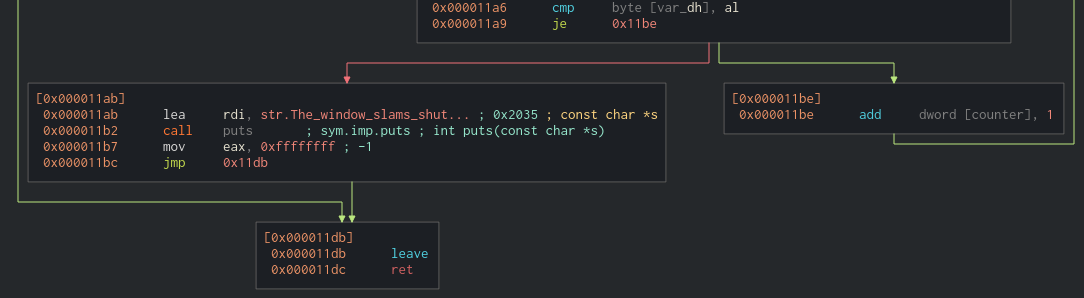 0x000011a6 cmp byte [var_dh], al
0x000011a9 je 0x11be
[0x000011ab]
0x000011ab lea rdi, str.The_window_slams_shut... ; 0x2035 ; const char *s
0x000011b2 call puts ; sym.imp.puts ; int puts(const char *s)
0x000011b7 mov eax, 0xffffffff ; -1
0x000011bc jmp 0x11db
[0x000011be]
0x000011be add dword [counter], 1
[0x000011db]
0x000011db leave
0x000011dc ret